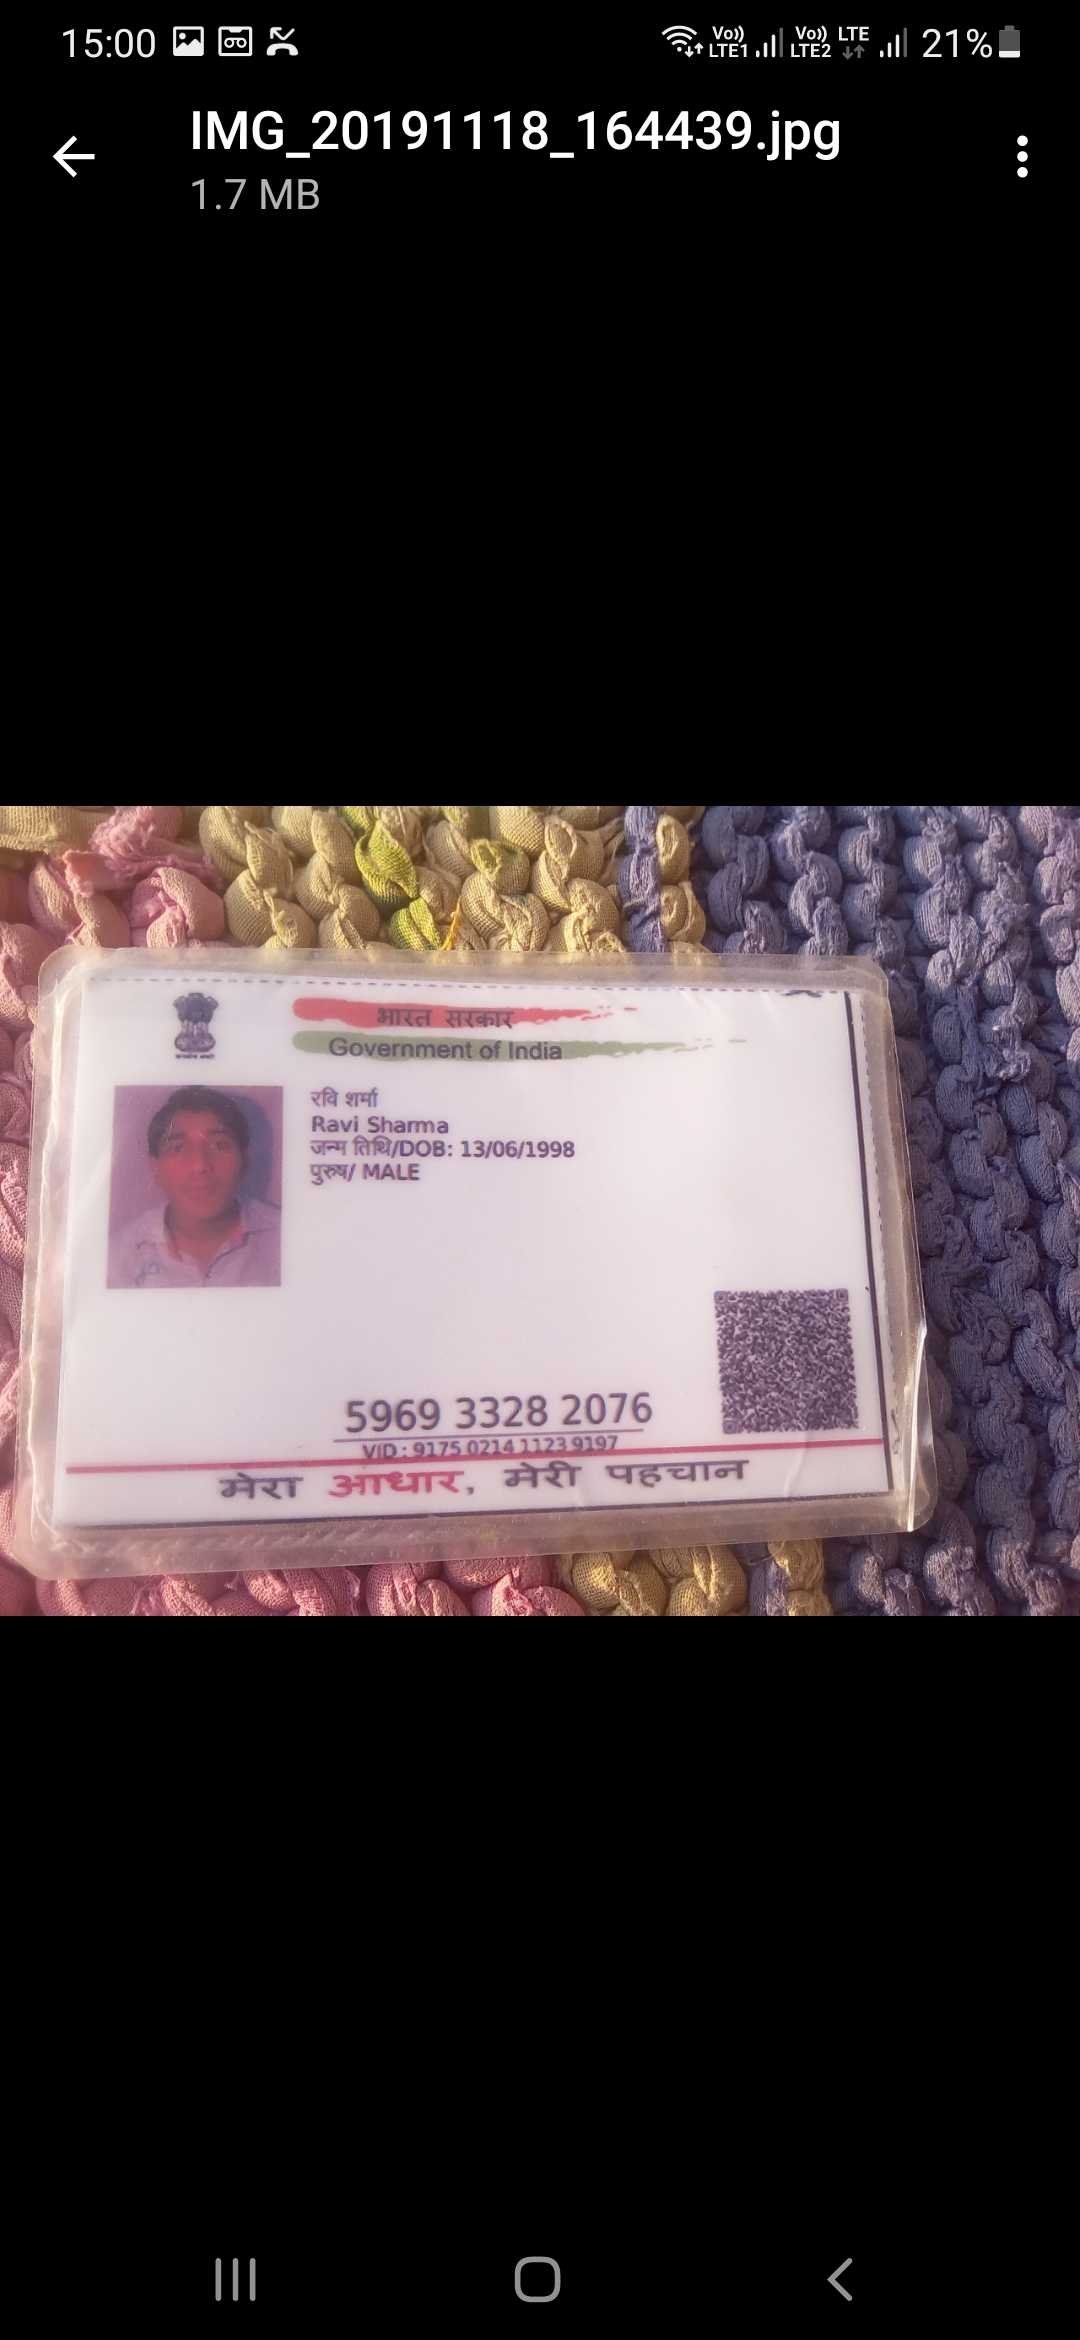 15:00 Vo)) LTE1 Vo)) LTE2 LTE 21%
IMG_20191118_164439.jpg
1.7 MB
भारत सरकार
Government of India
रवि शर्मा
Ravi Sharma
जन्म तिथि/DOB: 13/06/1998
पुरुष/ MALE
5969 3328 2076
VID : 9175 0214 1123 9197
मेरा आधार, मेरी पहचान